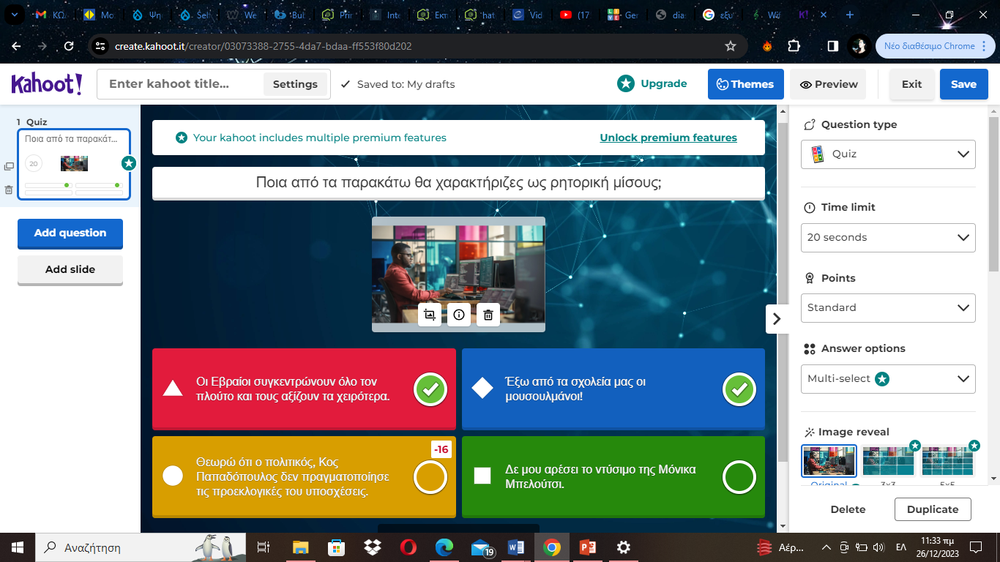 ΚΩ
Mo
Ψη
Sel
We
Bul
Prir
Inte
Εκπ
'hat
Vid
(17
Ger
dia
εξυ
Wif
create.kahoot.it/creator/03073388-2755-4da7-bdaa-ff553f80d202
Νέο διαθέσιμο Chrome
Kahoot!
Enter kahoot title...
Settings
Saved to: My drafts
Upgrade
Themes
Preview
Exit
Save
1 Quiz
Ποια από τα παρακάτ...
20
Add question
Add slide
Your kahoot includes multiple premium features
Unlock premium features
Ποια από τα παρακάτω θα χαρακτήριζες ως ρητορική μίσους;
Οι Εβραίοι συγκεντρώνουν όλο τον
πλούτο και τους αξίζουν τα χειρότερα.
Έξω από τα σχολεία μας οι
μουσουλμάνοι!
-16
Θεωρώ ότι ο πολιτικός, Κος
Παπαδόπουλος δεν πραγματοποίησε
τις προεκλογικές του υποσχέσεις.
Δε μου αρέσει το ντύσιμο της Μόνικα
Μπελούτσι.
Question type
Quiz
Time limit
20 seconds
Points
Standard
Answer options
Multi-select
Image reveal
Original
3x3
5x5
Delete
Duplicate
Αναζήτηση
19
Αέρ...
ΕΛ
11:33 πμ
26/12/2023